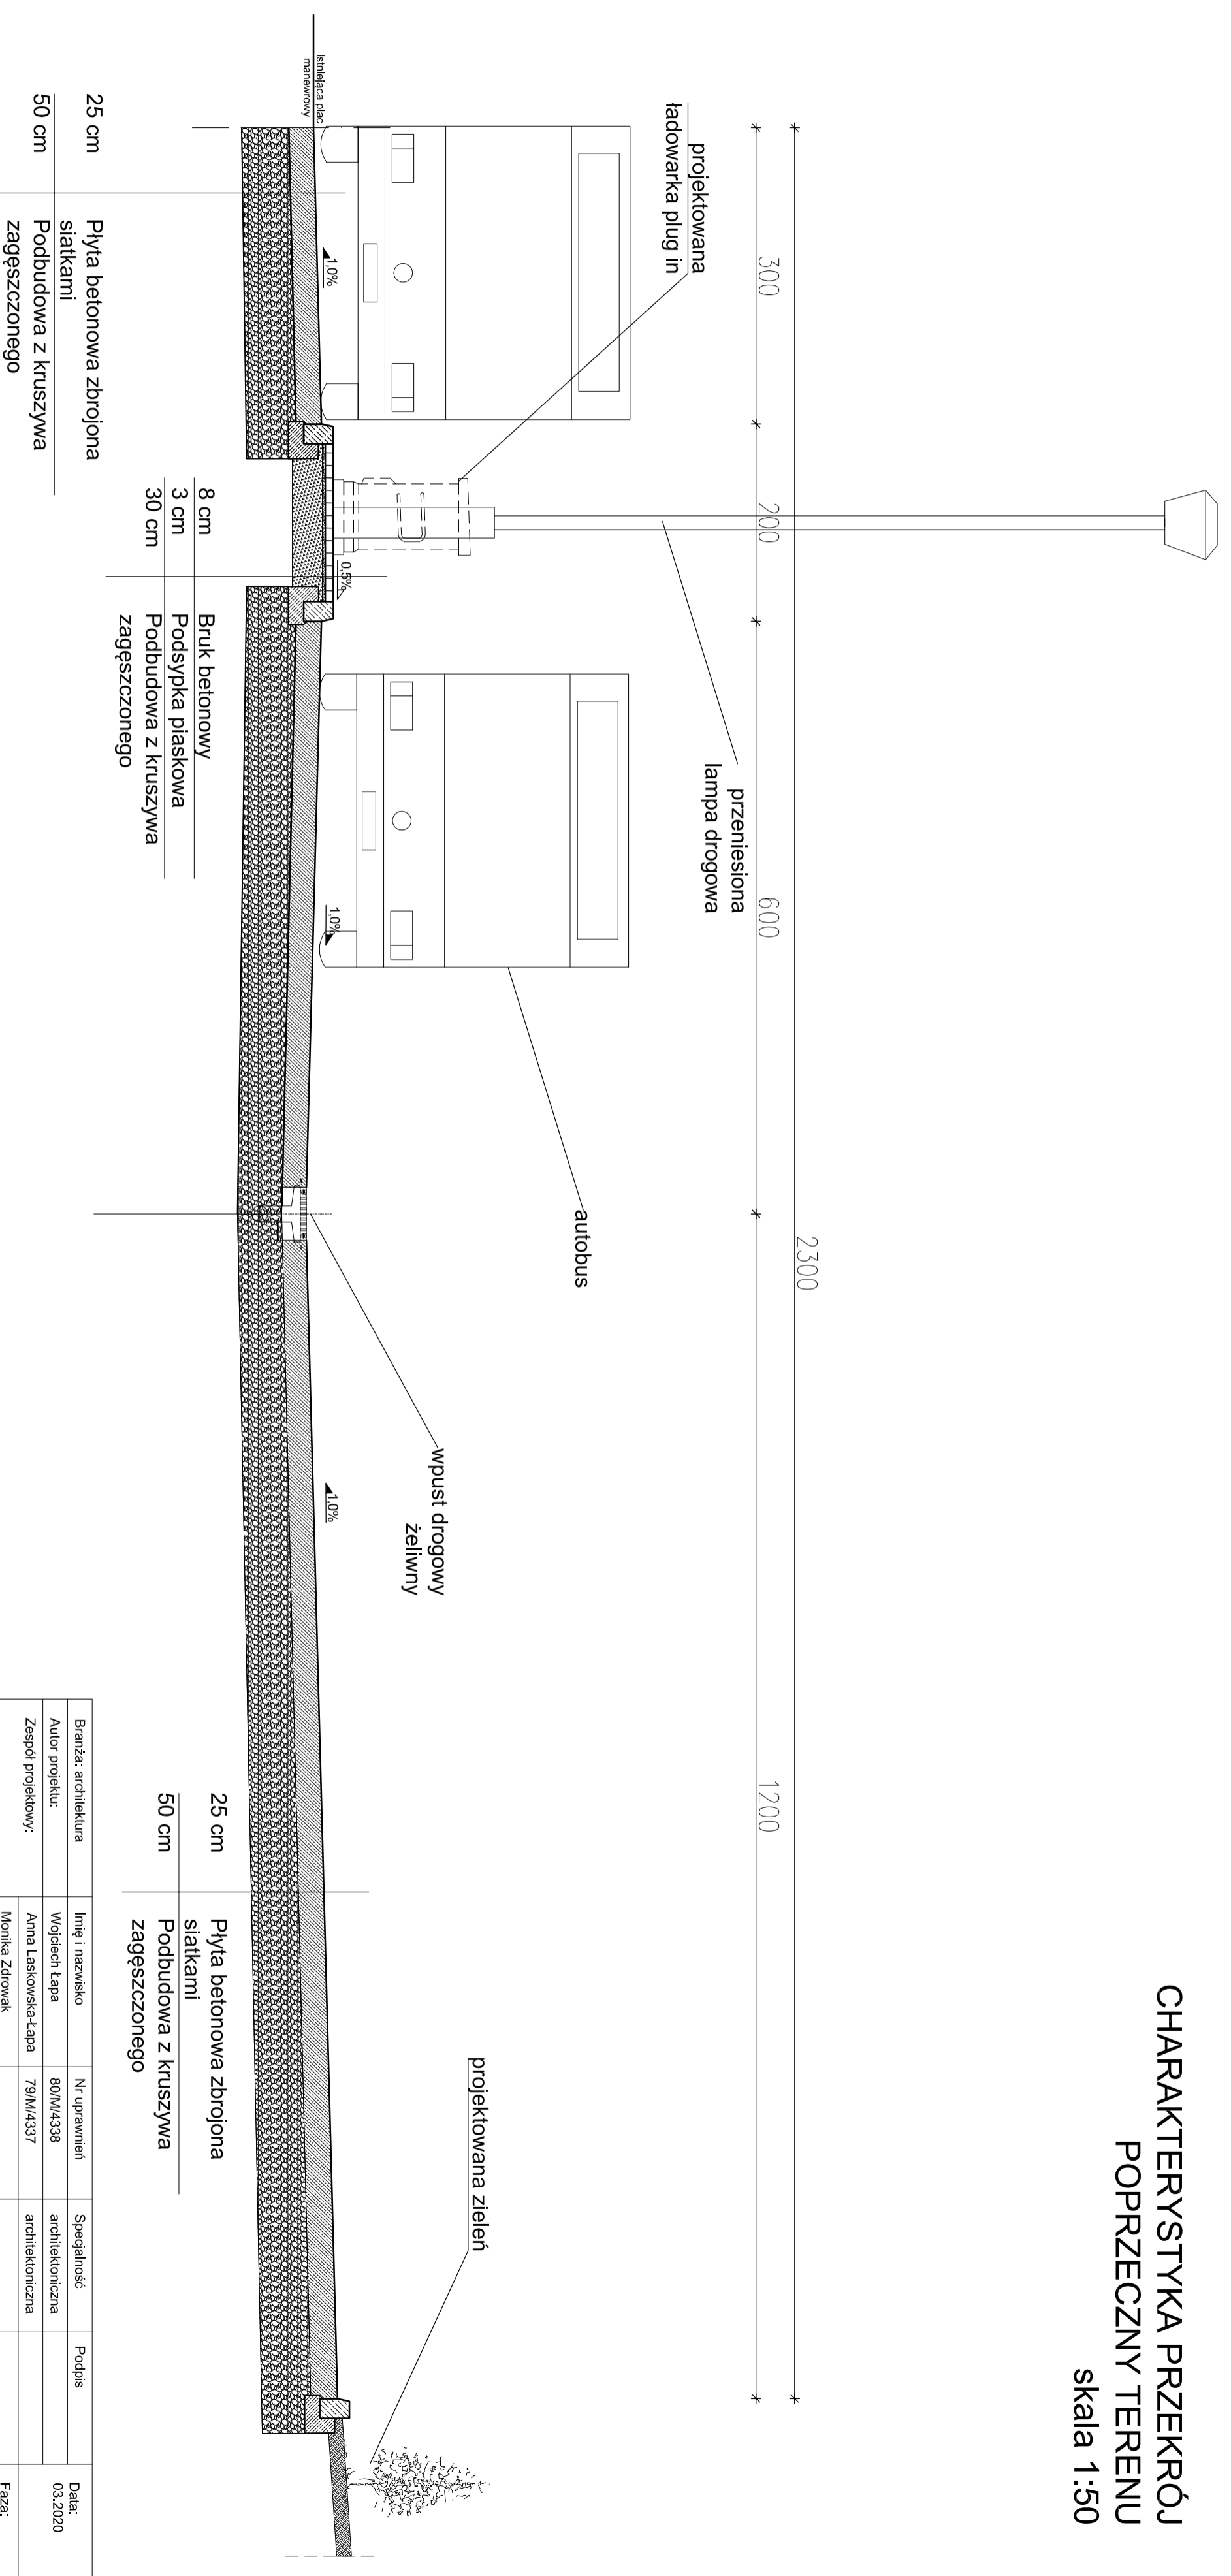 CHARAKTERYSTYKA PRZEKRÓJ
POPRZECZNY TERENU
skala 1:50
2300
300
200
600
1200
projektowana
ładowarka plug in
przeniesiona
lampa drogowa
autobus
wpust drogowy
żeliwny
projektowana zieleń
istniejąca plac
manewrowy
1,0%
0,5%
1,0%
1,0%
25 cm
Płyta betonowa zbrojona
siatkami
50 cm
Podbudowa z kruszywa
zagęszczonego
8 cm
Bruk betonowy
3 cm
Podsypka piaskowa
30 cm
Podbudowa z kruszywa
zagęszczonego
25 cm
Płyta betonowa zbrojona
siatkami
50 cm
Podbudowa z kruszywa
zagęszczonego
Branża: architektura
Imię i nazwisko
Nr uprawnień
Specjalność
Podpis
Data:
03.2020
Autor projektu:
Wojciech Łapa
80/M/4338
architektoniczna
Zespół projektowy:
Anna Laskowska-Łapa
79/M/4337
architektoniczna
Monika Zdrowak
Faza: